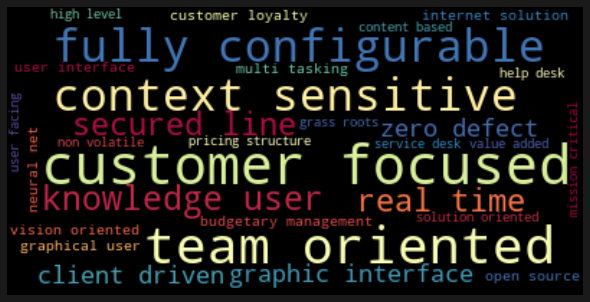 high level
customer loyalty
internet solution
content based
fully configurable
user interface
multi tasking
help desk
context sensitive
user facing
secured line
grass roots
zero defect
mission critical
neural net
non volatile
pricing structure
service desk
value added
customer focused
knowledge user
real time
budgetary management
solution oriented
vision oriented
graphical user
team oriented
client driven
graphic interface
open source